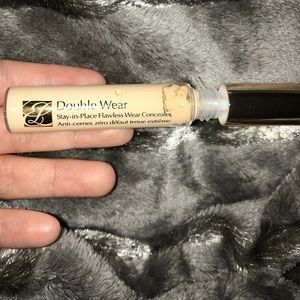 Double Wear
Stay-in-Place Flawless Wear Concealer
Anti-cernes zéro défaut tenue extrême